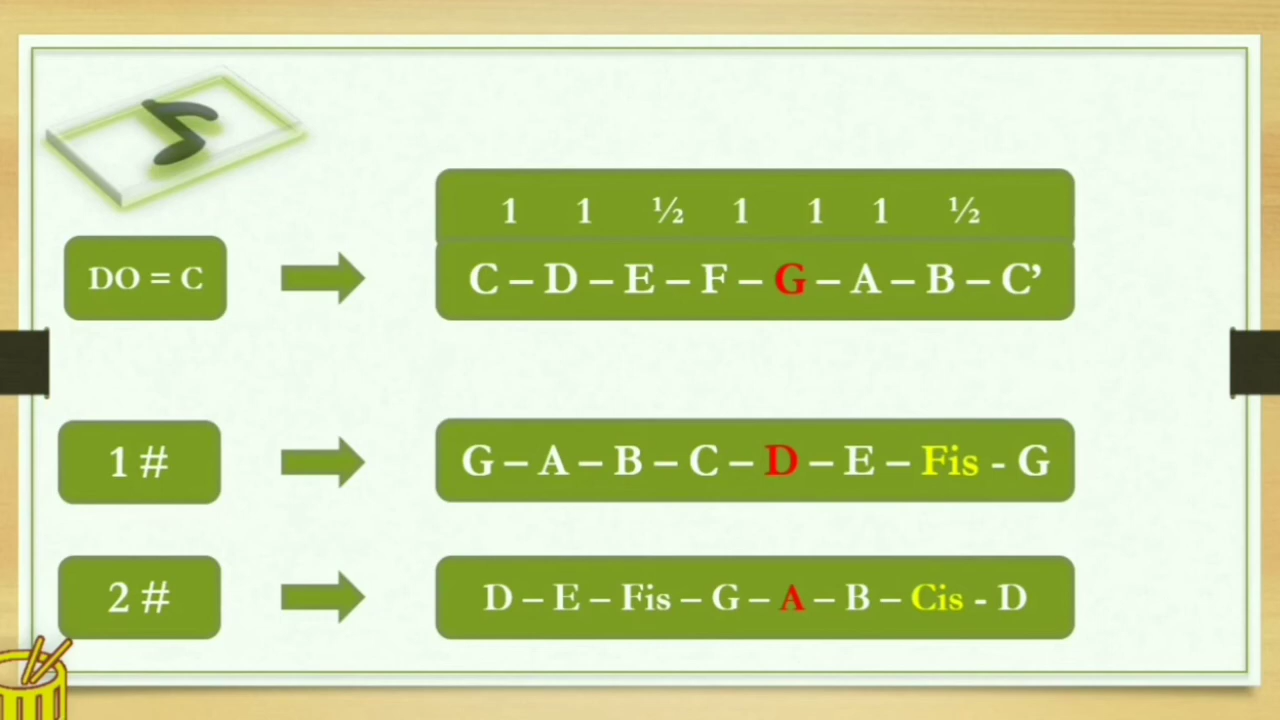 1 1 ½ 1 1 1 ½
DO = C
C – D – E – F – G – A – B – C’
1 #
G – A – B – C – D – E – Fis - G
2 #
D – E – Fis – G – A – B – Cis - D